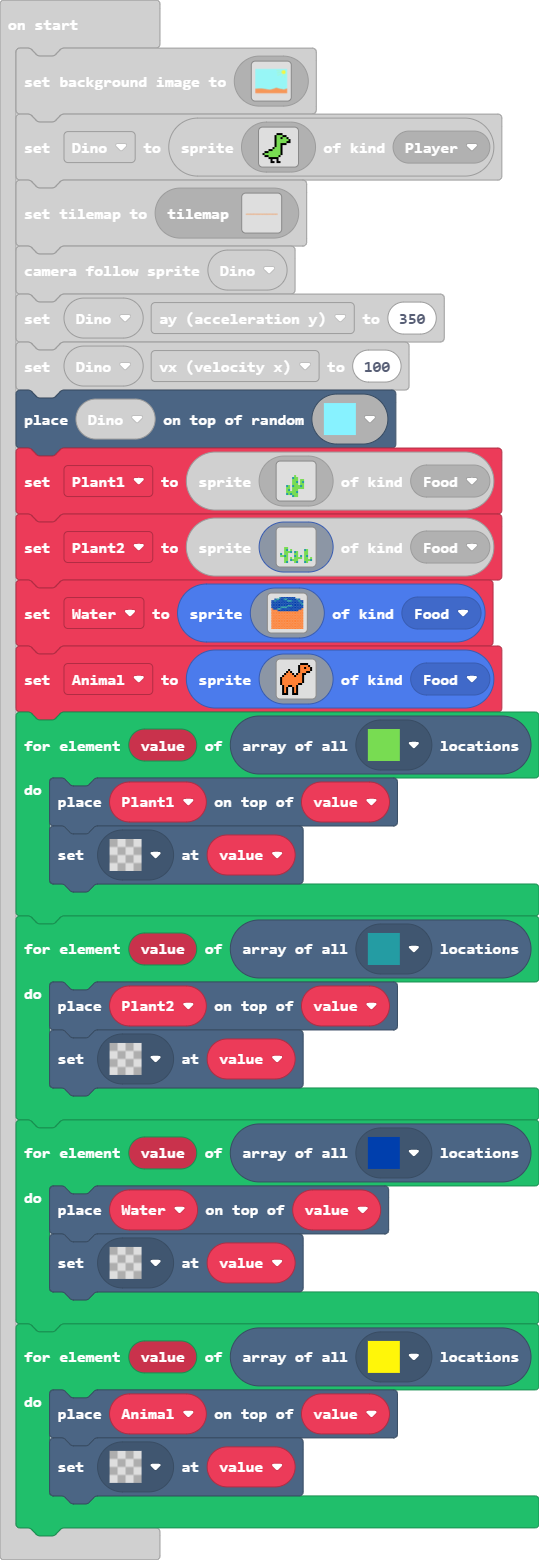 on start
set background image to
set Dino to sprite of kind Player
set tilemap to tilemap
camera follow sprite Dino
set Dino ay (acceleration y) to 350
set Dino vx (velocity x) to 100
place Dino on top of random
set Plant1 to sprite of kind Food
set Plant2 to sprite of kind Food
set Water to sprite of kind Food
set Animal to sprite of kind Food
for element value of array of all locations
do
place Plant1 on top of value
set at value
for element value of array of all locations
do
place Plant2 on top of value
set at value
for element value of array of all locations
do
place Water on top of value
set at value
for element value of array of all locations
do
place Animal on top of value
set at value